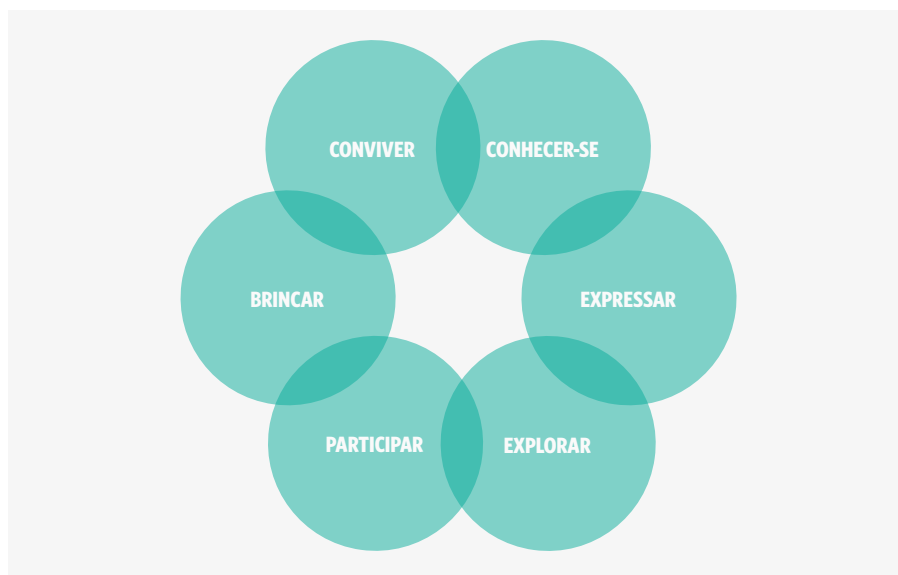 CONVIVER
CONHECER-SE
BRINCAR
EXPRESSAR
PARTICIPAR
EXPLORAR